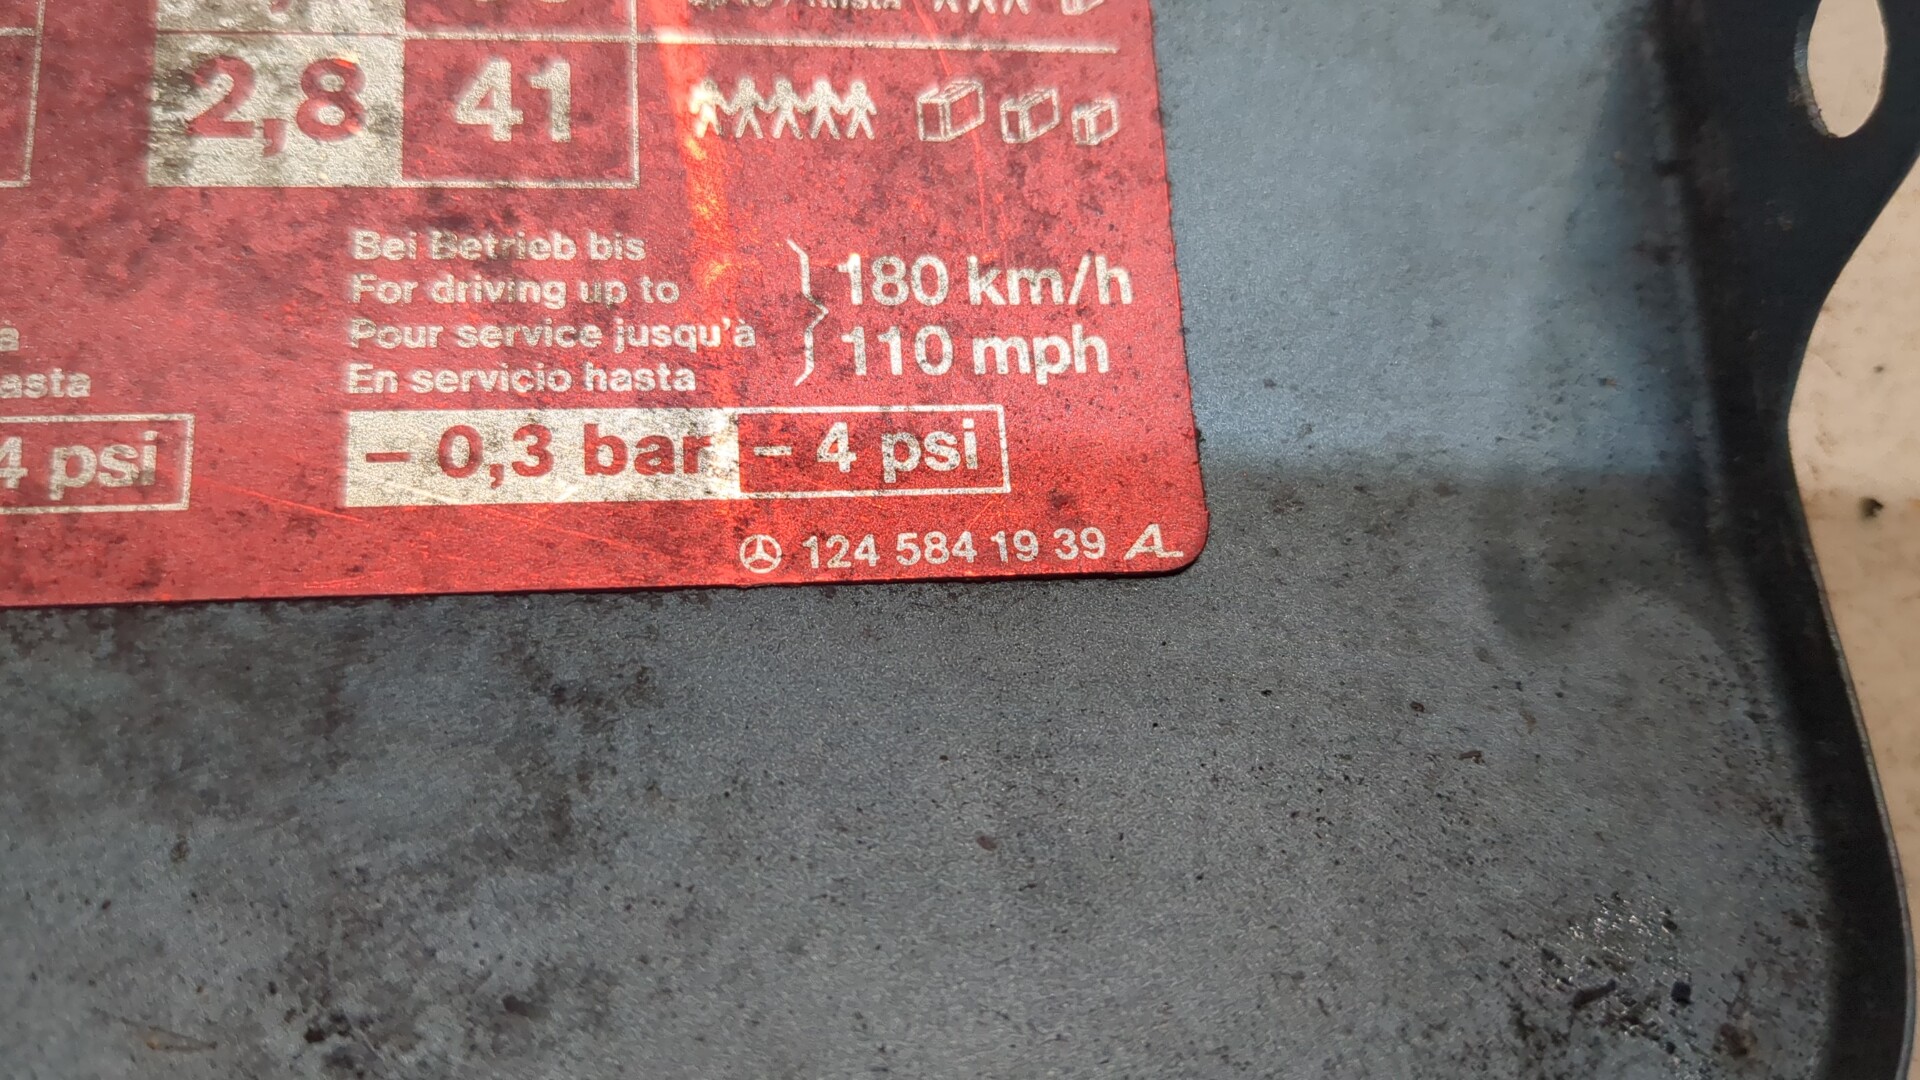 2,8 41
Bei Betrieb bis
For driving up to
Pour service jusqu'à
En servicio hasta
180 km/h
110 mph
à
asta
4 psi
– 0,3 bar – 4 psi
124 584 19 39